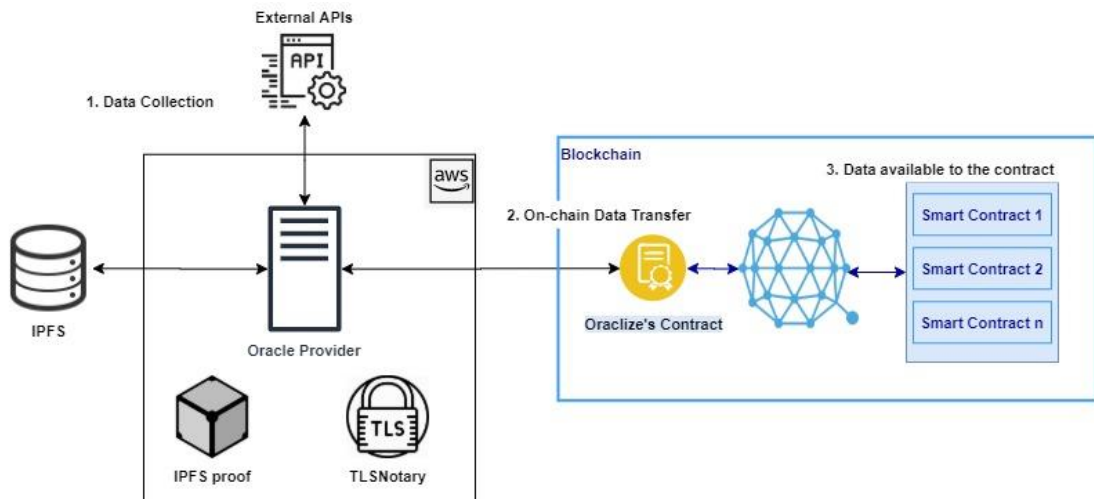 External APIs
API
1. Data Collection
aws
Blockchain
3. Data available to the contract
Smart Contract 1
2. On-chain Data Transfer
Smart Contract 2
Smart Contract n
IPFS
Oracle Provider
Oraclize's Contract
TLS
IPFS proof
TLSNotary